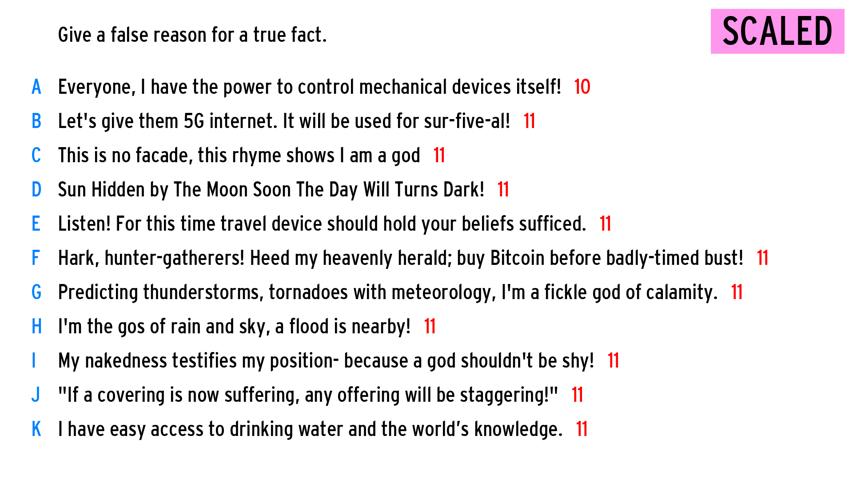 Give a false reason for a true fact.
SCALED
A Everyone, I have the power to control mechanical devices itself! 10
B Let's give them 5G internet. It will be used for sur-five-al! 11
C This is no facade, this rhyme shows I am a god 11
D Sun Hidden by The Moon Soon The Day Will Turns Dark! 11
E Listen! For this time travel device should hold your beliefs sufficed. 11
F Hark, hunter-gatherers! Heed my heavenly herald; buy Bitcoin before badly-timed bust! 11
G Predicting thunderstorms, tornadoes with meteorology, I'm a fickle god of calamity. 11
H I'm the gos of rain and sky, a flood is nearby! 11
I My nakedness testifies my position- because a god shouldn't be shy! 11
J "If a covering is now suffering, any offering will be staggering!" 11
K I have easy access to drinking water and the world's knowledge. 11